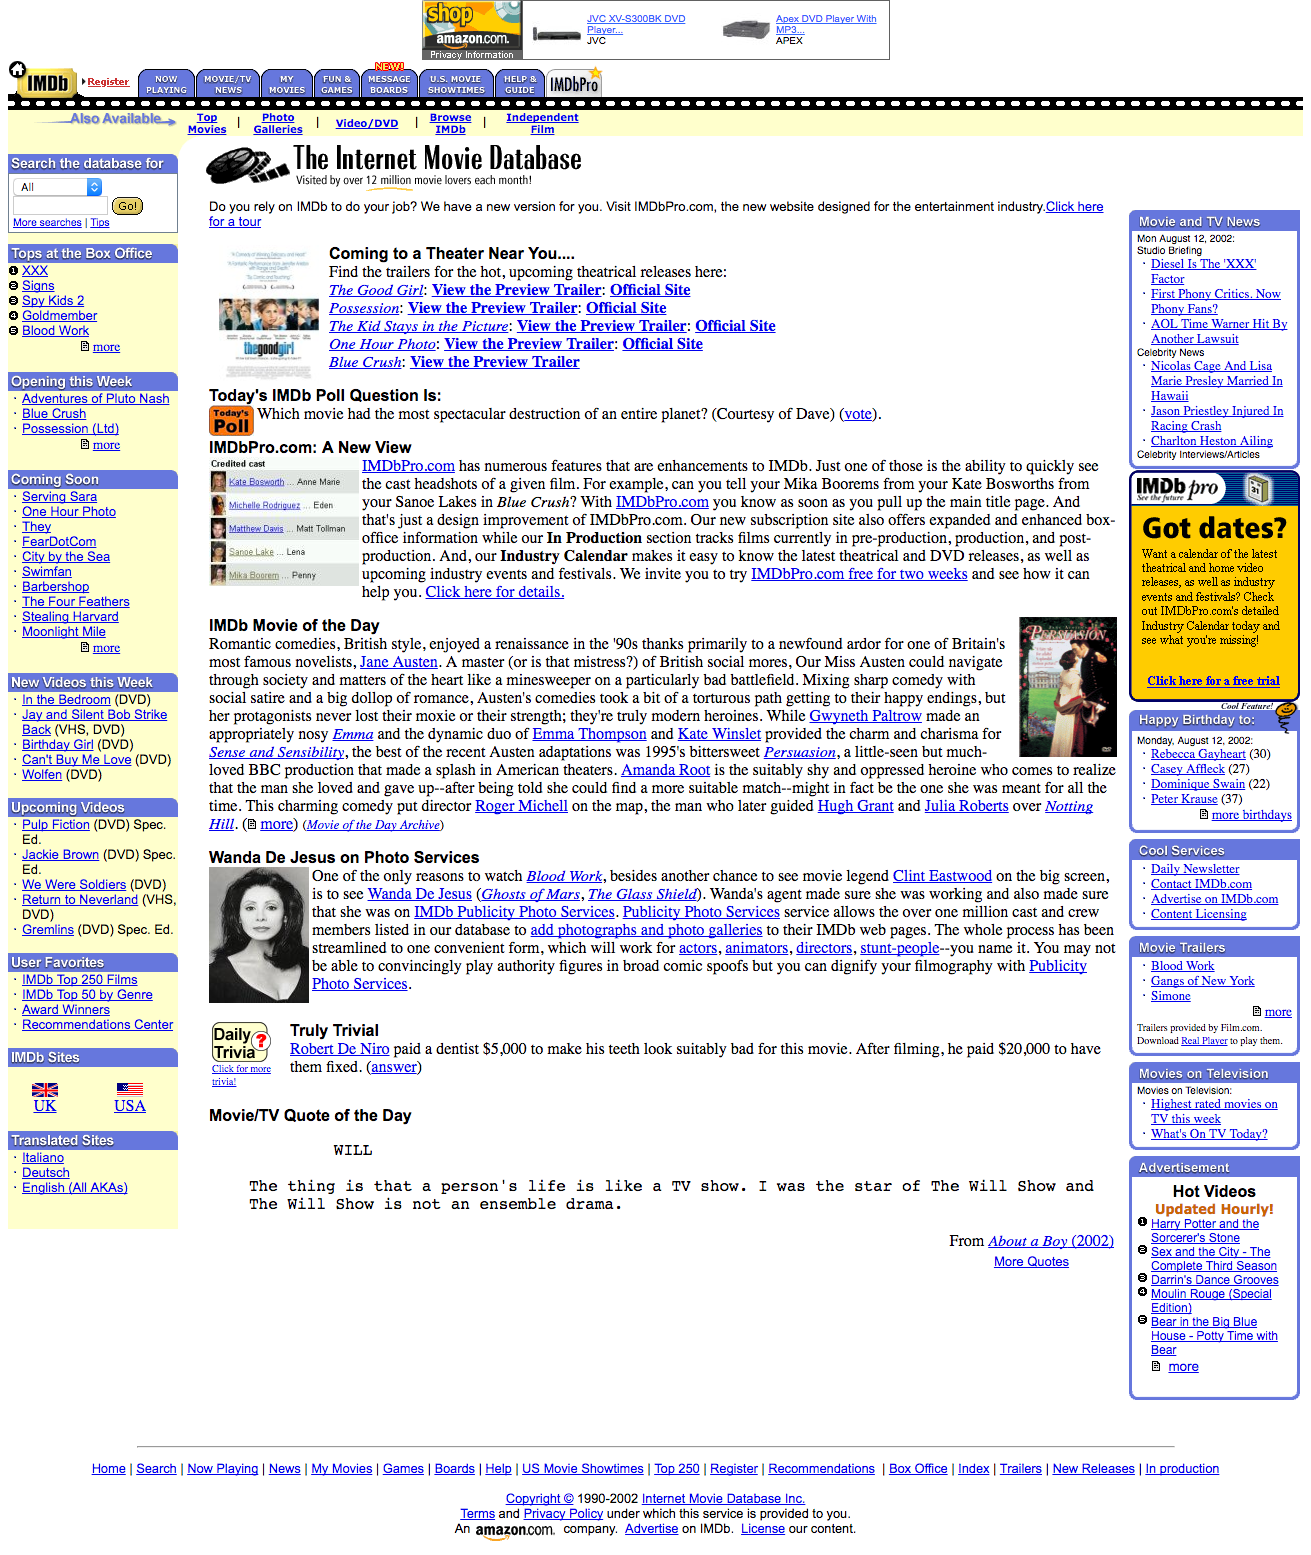 shop
amazon.com.
Privacy Information
JVC XV-S300BK DVD
Player...
JVC
Apex DVD Player With
MP3...
APEX
IMDb
Register
NOW
PLAYING
MOVIE/TV
NEWS
MY
MOVIES
FUN &
GAMES
NEW!
MESSAGE
BOARDS
U.S. MOVIE
SHOWTIMES
HELP &
GUIDE
IMDbPro
Also Available
Top
Movies
|
Photo
Galleries
|
Video/DVD
|
Browse
IMDb
|
Independent
Film
Search the database for
All
Go!
More searches | Tips
Tops at the Box Office
1 XXX
2 Signs
3 Spy Kids 2
4 Goldmember
5 Blood Work
more
Opening this Week
· Adventures of Pluto Nash
· Blue Crush
· Possession (Ltd)
more
Coming Soon
· Serving Sara
· One Hour Photo
· They
· FearDotCom
· City by the Sea
· Swimfan
· Barbershop
· The Four Feathers
· Stealing Harvard
· Moonlight Mile
more
New Videos this Week
· In the Bedroom (DVD)
· Jay and Silent Bob Strike
Back (VHS, DVD)
· Birthday Girl (DVD)
· Can't Buy Me Love (DVD)
· Wolfen (DVD)
Upcoming Videos
· Pulp Fiction (DVD) Spec.
Ed.
· Jackie Brown (DVD) Spec.
Ed.
· We Were Soldiers (DVD)
· Return to Neverland (VHS,
DVD)
· Gremlins (DVD) Spec. Ed.
User Favorites
· IMDb Top 250 Films
· IMDb Top 50 by Genre
· Award Winners
· Recommendations Center
IMDb Sites
UK
USA
Translated Sites
· Italiano
· Deutsch
· English (All AKAs)
The Internet Movie Database
Visited by over 12 million movie lovers each month!
Do you rely on IMDb to do your job? We have a new version for you. Visit IMDbPro.com, the new website designed for the entertainment industry.Click here
for a tour
thegoodgirl
Coming to a Theater Near You....
Find the trailers for the hot, upcoming theatrical releases here:
The Good Girl: View the Preview Trailer: Official Site
Possession: View the Preview Trailer: Official Site
The Kid Stays in the Picture: View the Preview Trailer: Official Site
One Hour Photo: View the Preview Trailer: Official Site
Blue Crush: View the Preview Trailer
Today's IMDb Poll Question Is:
Today's
Poll
Which movie had the most spectacular destruction of an entire planet? (Courtesy of Dave) (vote).
IMDbPro.com: A New View
Credited cast
Kate Bosworth ... Anne Marie
Michelle Rodriguez ... Eden
Matthew Davis ... Matt Tollman
Sanoe Lake ... Lena
Mika Boorem ... Penny
IMDbPro.com has numerous features that are enhancements to IMDb. Just one of those is the ability to quickly see
the cast headshots of a given film. For example, can you tell your Mika Boorems from your Kate Bosworths from
your Sanoe Lakes in Blue Crush? With IMDbPro.com you know as soon as you pull up the main title page. And
that's just a design improvement of IMDbPro.com. Our new subscription site also offers expanded and enhanced box-
office information while our In Production section tracks films currently in pre-production, production, and post-
production. And, our Industry Calendar makes it easy to know the latest theatrical and DVD releases, as well as
upcoming industry events and festivals. We invite you to try IMDbPro.com free for two weeks and see how it can
help you. Click here for details.
IMDb Movie of the Day
Romantic comedies, British style, enjoyed a renaissance in the '90s thanks primarily to a newfound ardor for one of Britain's
most famous novelists, Jane Austen. A master (or is that mistress?) of British social mores, Our Miss Austen could navigate
through society and matters of the heart like a minesweeper on a particularly bad battlefield. Mixing sharp comedy with
social satire and a big dollop of romance, Austen's comedies took a bit of a torturous path getting to their happy endings, but
her protagonists never lost their moxie or their strength; they're truly modern heroines. While Gwyneth Paltrow made an
appropriately nosy Emma and the dynamic duo of Emma Thompson and Kate Winslet provided the charm and charisma for
Sense and Sensibility, the best of the recent Austen adaptations was 1995's bittersweet Persuasion, a little-seen but much-
loved BBC production that made a splash in American theaters. Amanda Root is the suitably shy and oppressed heroine who comes to realize
that the man she loved and gave up--after being told she could find a more suitable match--might in fact be the one she was meant for all the
time. This charming comedy put director Roger Michell on the map, the man who later guided Hugh Grant and Julia Roberts over Notting
Hill. (more) (Movie of the Day Archive)
PERSUASION
Wanda De Jesus on Photo Services
One of the only reasons to watch Blood Work, besides another chance to see movie legend Clint Eastwood on the big screen,
is to see Wanda De Jesus (Ghosts of Mars, The Glass Shield). Wanda's agent made sure she was working and also made sure
that she was on IMDb Publicity Photo Services. Publicity Photo Services service allows the over one million cast and crew
members listed in our database to add photographs and photo galleries to their IMDb web pages. The whole process has been
streamlined to one convenient form, which will work for actors, animators, directors, stunt-people--you name it. You may not
be able to convincingly play authority figures in broad comic spoofs but you can dignify your filmography with Publicity
Photo Services.
Daily
Trivia ?
Click for more
trivia!
Truly Trivial
Robert De Niro paid a dentist $5,000 to make his teeth look suitably bad for this movie. After filming, he paid $20,000 to have
them fixed. (answer)
Movie/TV Quote of the Day
WILL
The thing is that a person's life is like a TV show. I was the star of The Will Show and
The Will Show is not an ensemble drama.
From About a Boy (2002)
More Quotes
Movie and TV News
Mon August 12, 2002:
Studio Briefing
· Diesel Is The 'XXX'
Factor
· First Phony Critics. Now
Phony Fans?
· AOL Time Warner Hit By
Another Lawsuit
Celebrity News
· Nicolas Cage And Lisa
Marie Presley Married In
Hawaii
· Jason Priestley Injured In
Racing Crash
· Charlton Heston Ailing
Celebrity Interviews/Articles
IMDb pro
See the future
31
Got dates?
Want a calendar of the latest
theatrical and home video
releases, as well as industry
events and festivals? Check
out IMDbPro.com's detailed
Industry Calendar today and
see what you're missing!
Click here for a free trial
Cool Feature!
Happy Birthday to:
Monday, August 12, 2002:
· Rebecca Gayheart (30)
· Casey Affleck (27)
· Dominique Swain (22)
· Peter Krause (37)
more birthdays
Cool Services
· Daily Newsletter
· Contact IMDb.com
· Advertise on IMDb.com
· Content Licensing
Movie Trailers
· Blood Work
· Gangs of New York
· Simone
more
Trailers provided by Film.com.
Download Real Player to play them.
Movies on Television
Movies on Television:
· Highest rated movies on
TV this week
· What's On TV Today?
Advertisement
Hot Videos
Updated Hourly!
1 Harry Potter and the
Sorcerer's Stone
2 Sex and the City - The
Complete Third Season
3 Darrin's Dance Grooves
4 Moulin Rouge (Special
Edition)
5 Bear in the Big Blue
House - Potty Time with
Bear
more
Home | Search | Now Playing | News | My Movies | Games | Boards | Help | US Movie Showtimes | Top 250 | Register | Recommendations | Box Office | Index | Trailers | New Releases | In production
Copyright © 1990-2002 Internet Movie Database Inc.
Terms and Privacy Policy under which this service is provided to you.
An amazon.com. company. Advertise on IMDb. License our content.